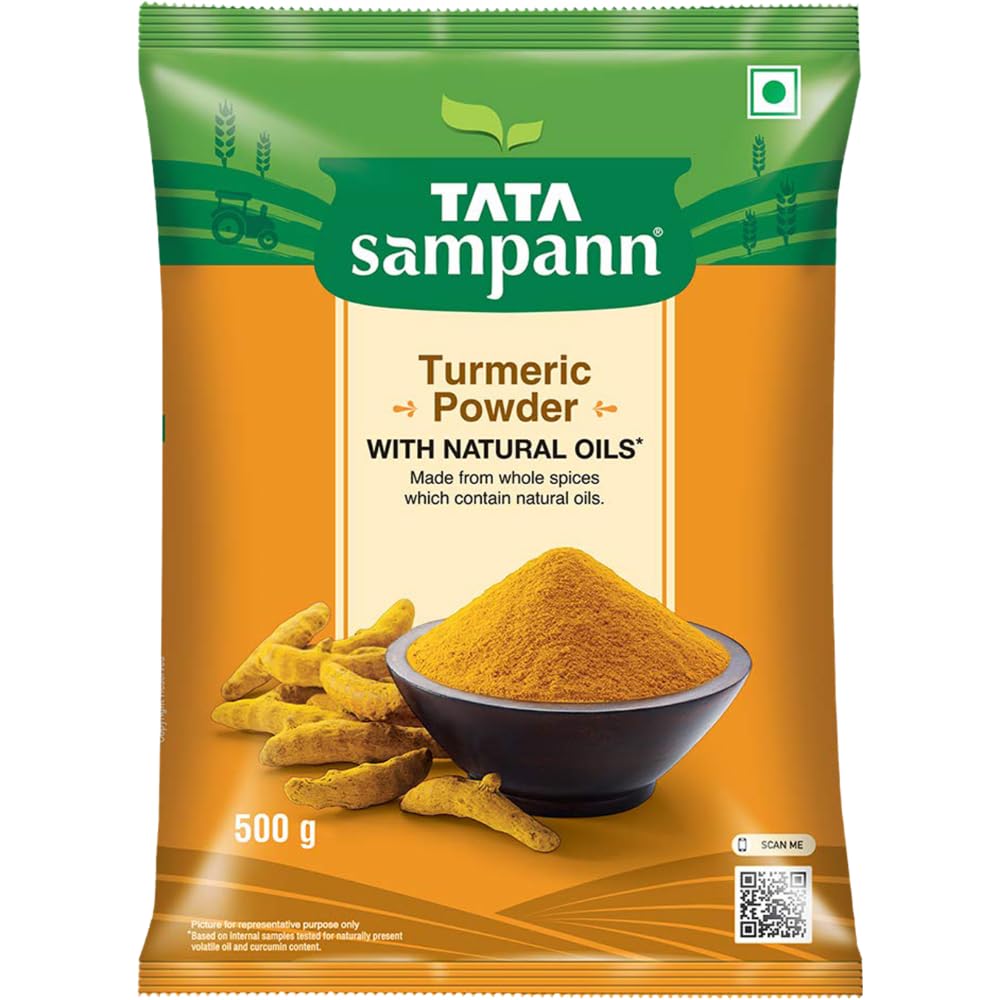 TATA
sampann®
Turmeric
Powder
WITH NATURAL OILS*
Made from whole spices
which contain natural oils.
500 g
SCAN ME
Picture for representative purpose only
*Based on internal samples tested for naturally present
volatile oil and curcumin content.